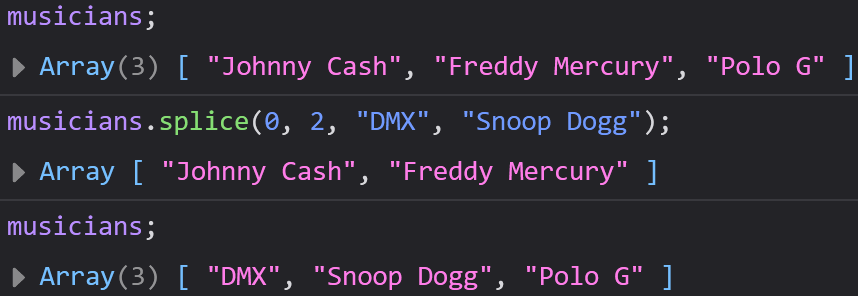 musicians;
▶ Array(3) [ "Johnny Cash", "Freddy Mercury", "Polo G" ]
musicians.splice(0, 2, "DMX", "Snoop Dogg");
▶ Array [ "Johnny Cash", "Freddy Mercury" ]
musicians;
▶ Array(3) [ "DMX", "Snoop Dogg", "Polo G" ]